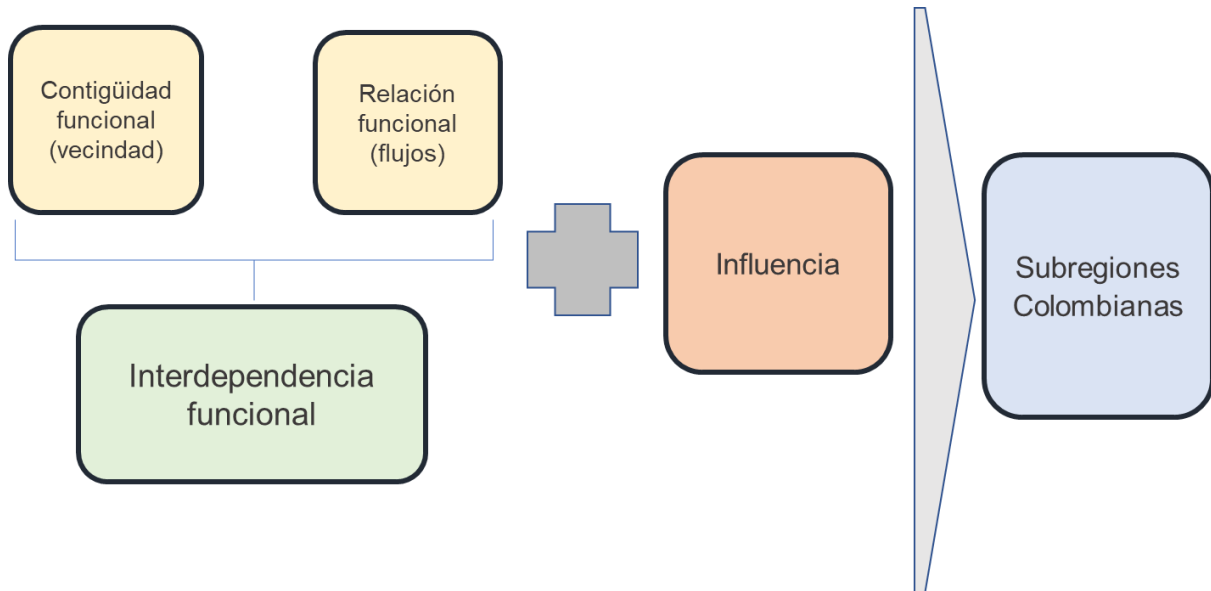 Contigüidad
funcional
(vecindad)
Relación
funcional
(flujos)
Interdependencia
funcional
Influencia
Subregiones
Colombianas